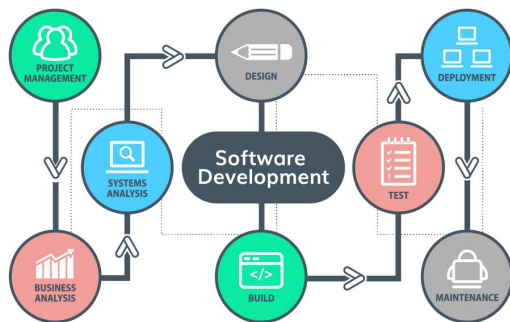 PROJECT
MANAGEMENT
BUSINESS
ANALYSIS
SYSTEMS
ANALYSIS
DESIGN
Software
Development
</>
BUILD
TEST
DEPLOYMENT
MAINTENANCE